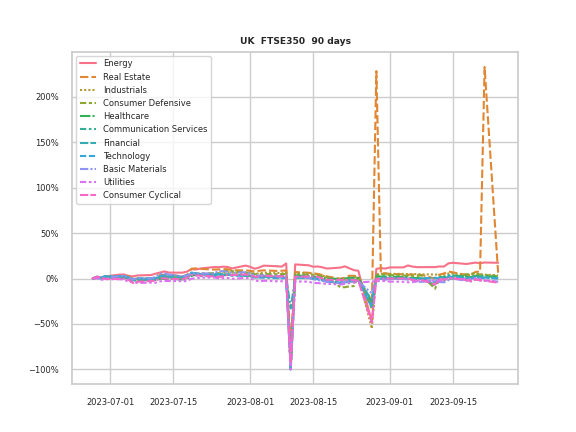 UK  FTSE350  90 days
Energy
Real Estate
Industrials
Consumer Defensive
Healthcare
Communication Services
Financial
Technology
Basic Materials
Utilities
Consumer Cyclical
200%
150%
100%
50%
0%
−50%
−100%
2023-07-01 2023-07-15 2023-08-01 2023-08-15 2023-09-01 2023-09-15